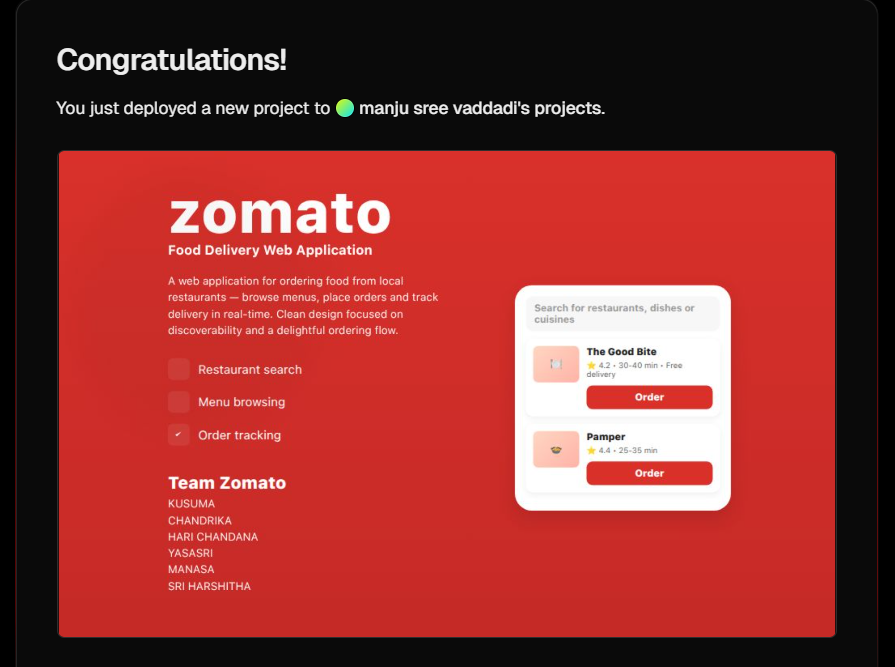 Congratulations!
You just deployed a new project to manju sree vaddadi's projects.
zomato
Food Delivery Web Application
A web application for ordering food from local
restaurants — browse menus, place orders and track
delivery in real-time. Clean design focused on
discoverability and a delightful ordering flow.
Restaurant search
Menu browsing
✔ Order tracking
Team Zomato
KUSUMA
CHANDRIKA
HARI CHANDANA
YASASRI
MANASA
SRI HARSHITHA
Search for restaurants, dishes or
cuisines
The Good Bite
⭐ 4.2 • 30-40 min • Free
delivery
Order
Pamper
⭐ 4.4 • 25-35 min
Order